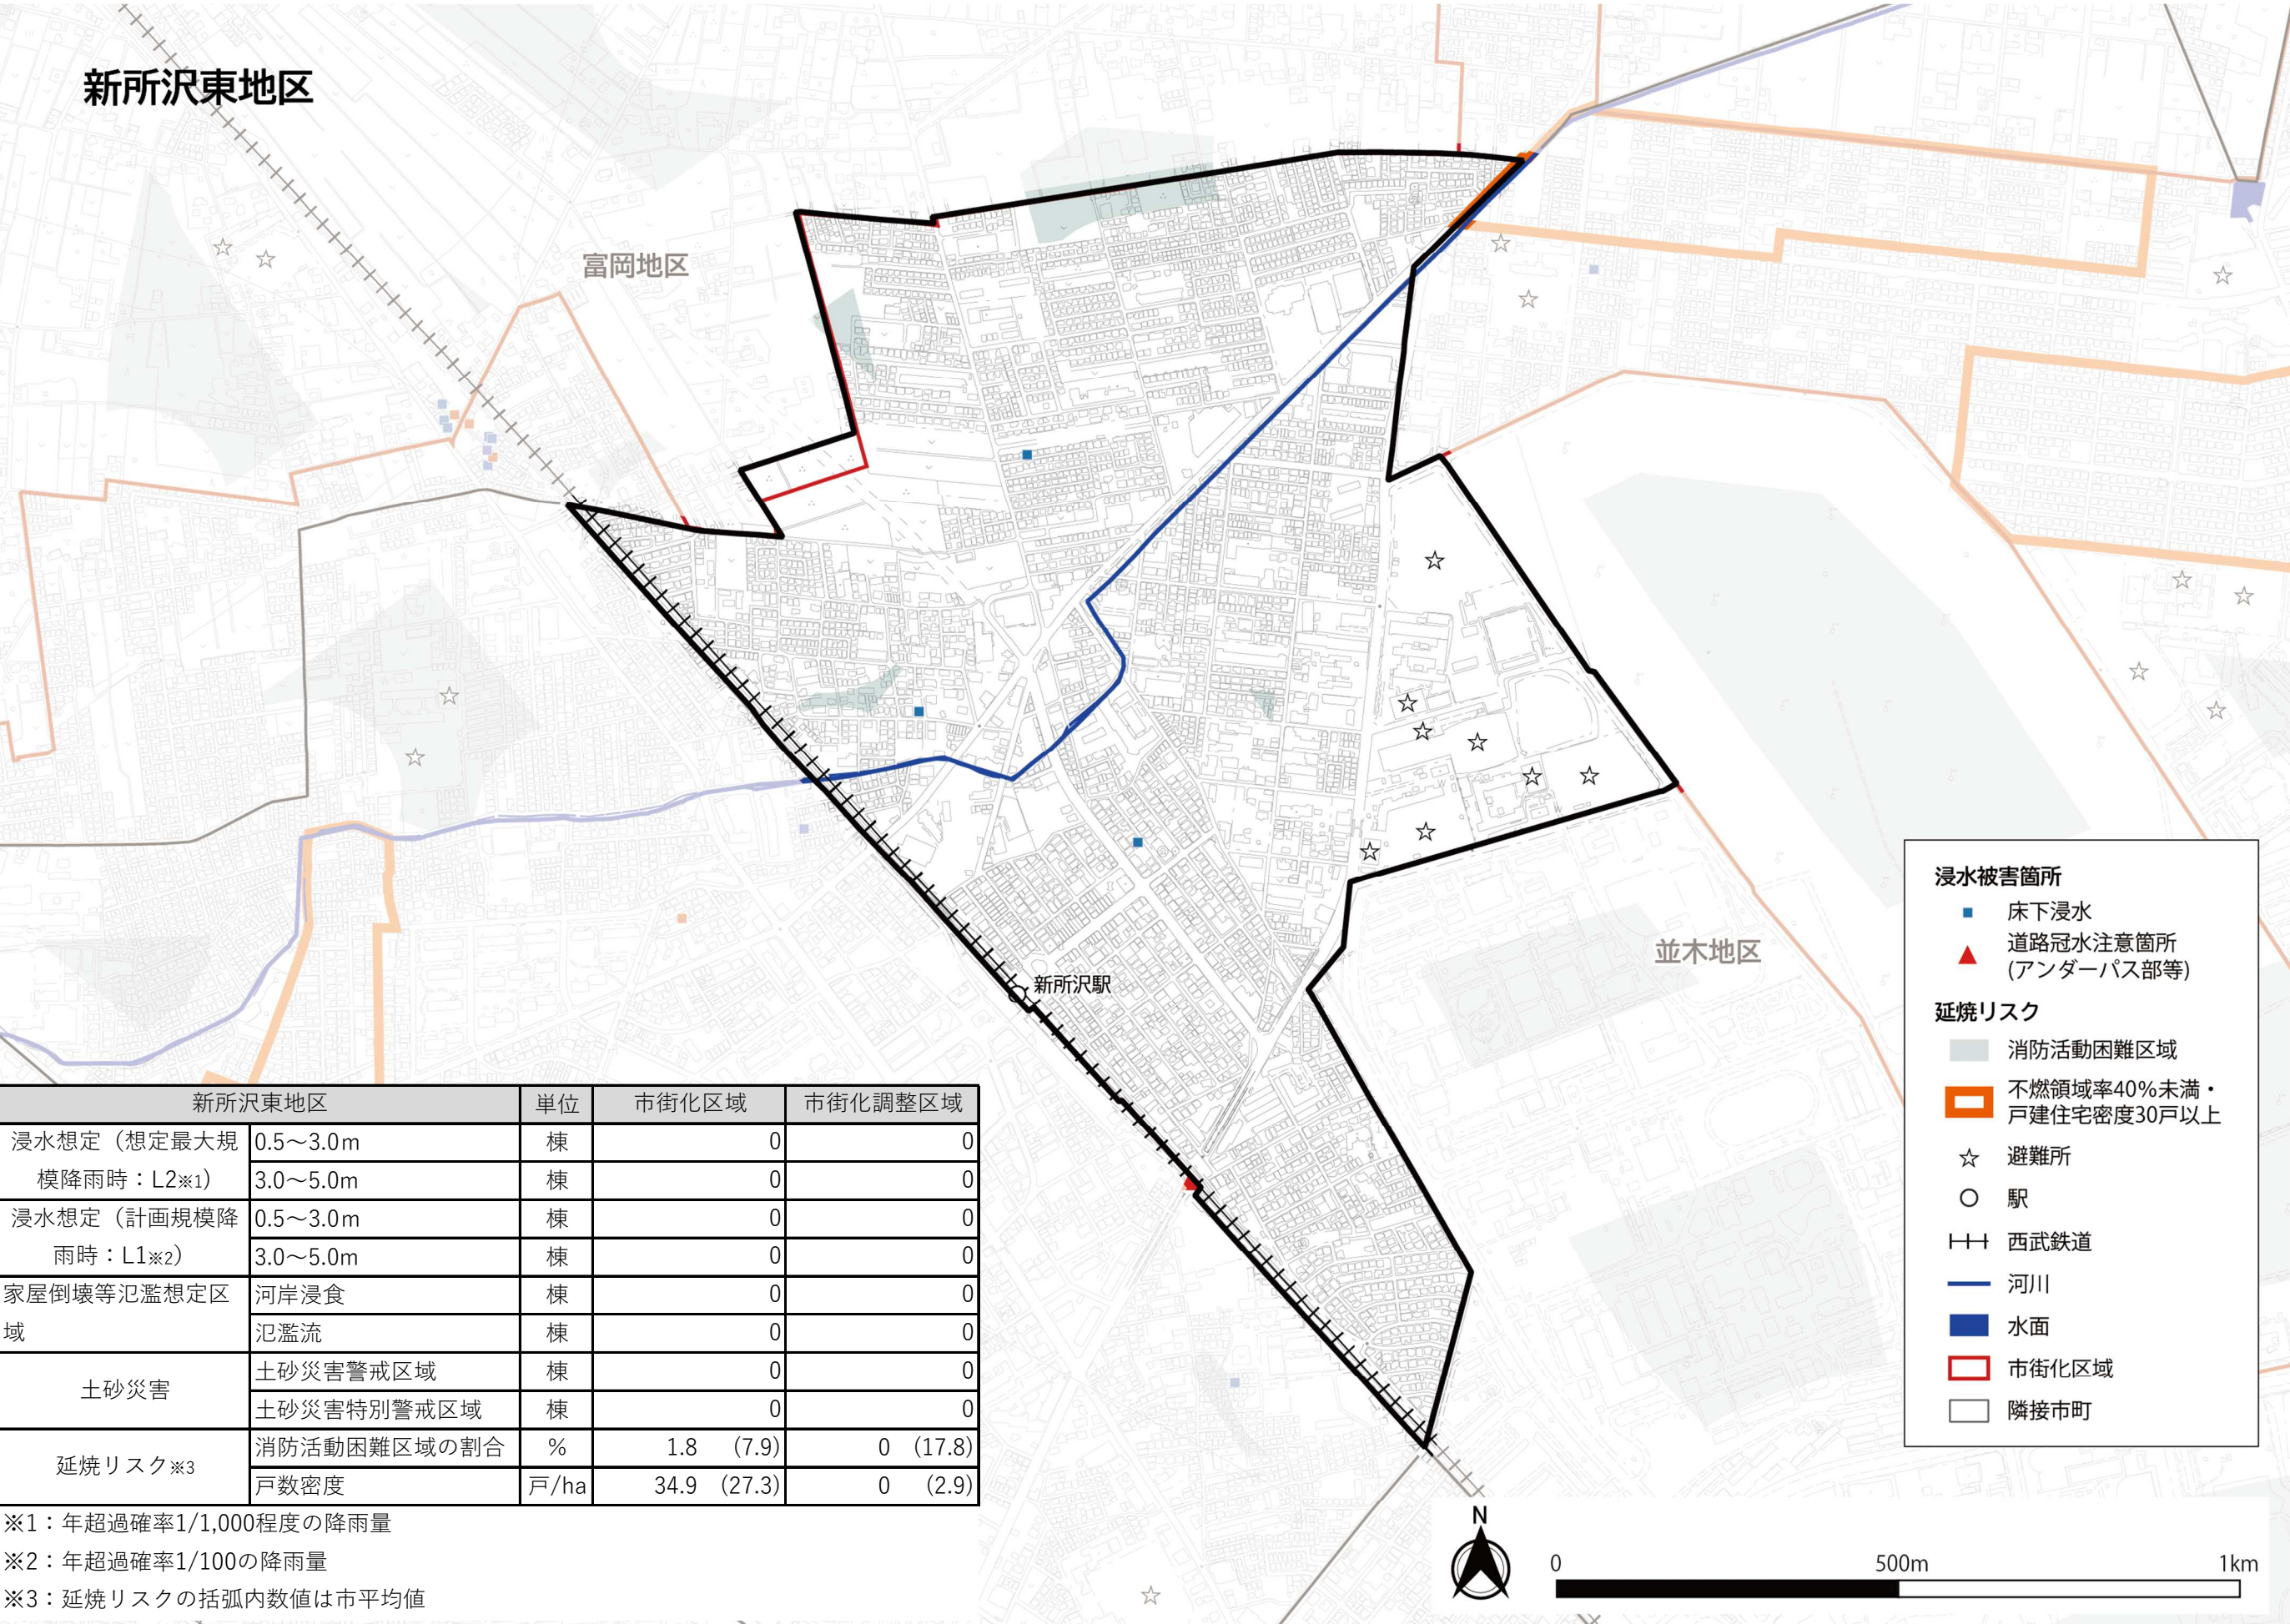 新所沢東地区
富岡地区
並木地区
新所沢駅
浸水被害箇所
床下浸水
道路冠水注意箇所
(アンダーパス部等)
延焼リスク
消防活動困難区域
不燃領域率40%未満・
戸建住宅密度30戸以上
避難所
駅
西武鉄道
河川
水面
市街化区域
隣接市町
新所沢東地区 単位 市街化区域 市街化調整区域
浸水想定（想定最大規模降雨時：L2※1） 0.5～3.0m 棟 0 0
3.0～5.0m 棟 0 0
浸水想定（計画規模降雨時：L1※2） 0.5～3.0m 棟 0 0
3.0～5.0m 棟 0 0
家屋倒壊等氾濫想定区域 河岸浸食 棟 0 0
氾濫流 棟 0 0
土砂災害 土砂災害警戒区域 棟 0 0
土砂災害特別警戒区域 棟 0 0
延焼リスク※3 消防活動困難区域の割合 % 1.8 (7.9) 0 (17.8)
戸数密度 戸/ha 34.9 (27.3) 0 (2.9)
※1：年超過確率1/1,000程度の降雨量
※2：年超過確率1/100の降雨量
※3：延焼リスクの括弧内数値は市平均値
N
0 500m 1km